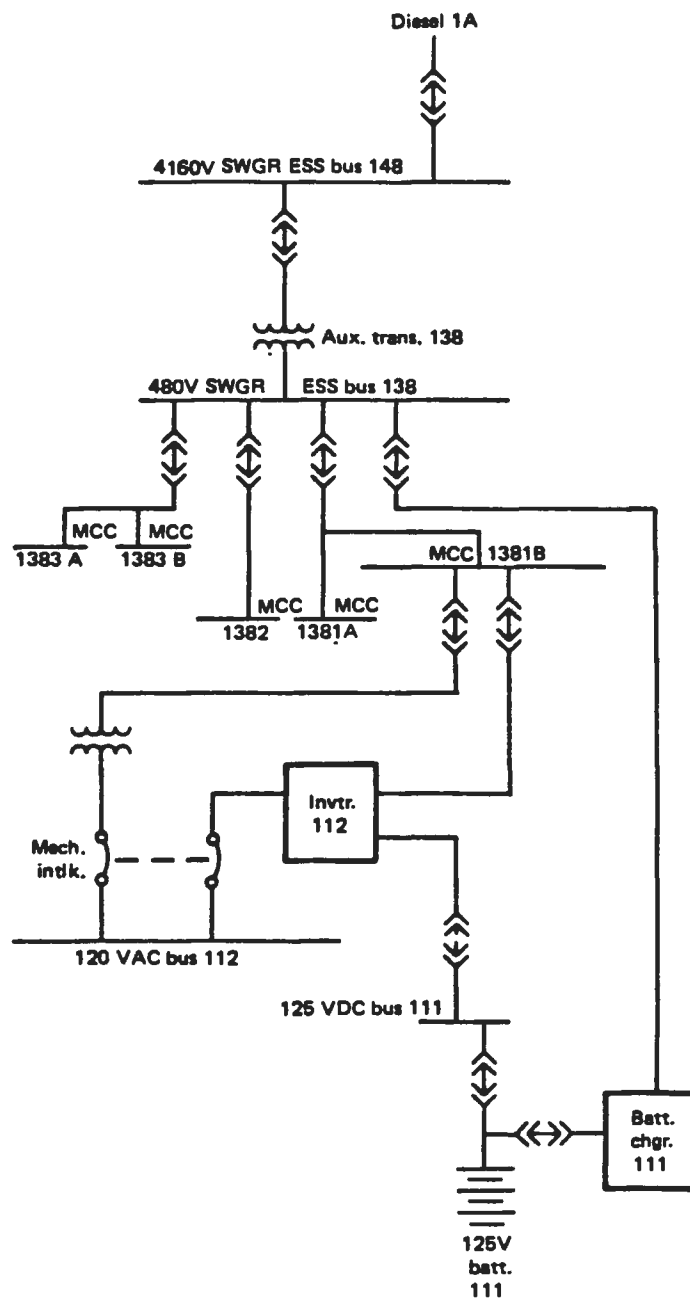 Diesel 1A
4160V SWGR ESS bus 148
Aux. trans. 138
480V SWGR ESS bus 138
MCC
1383 A
MCC
1383 B
MCC
1382
MCC
1381A
MCC 1381B
Invtr.
112
Mech.
intlk.
120 VAC bus 112
125 VDC bus 111
Batt.
chgr.
111
125V
batt.
111